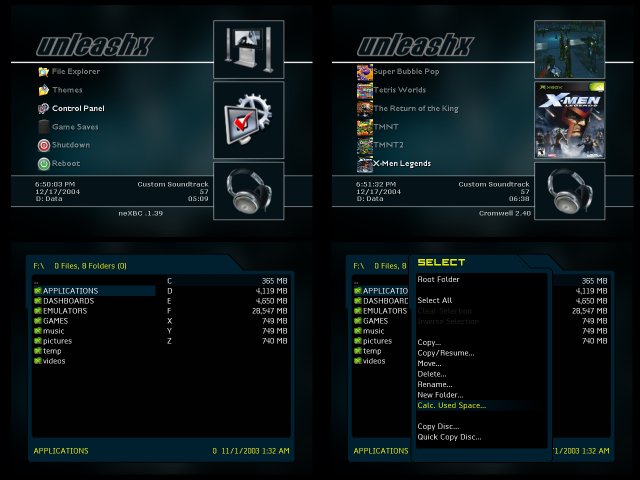 unleashx
File Explorer
Themes
Control Panel
Game Saves
Shutdown
Reboot
6:50:03 PM Custom Soundtrack
12/17/2004 57
D: Data 05:09
neXBC .1.39
unleashx
Super Bubble Pop
Tetris Worlds
The Return of the King
TMNT
TMNT2
X-Men Legends
XBOX
X-MEN
LEGENDS
6:51:32 PM Custom Soundtrack
12/17/2004 57
D: Data 06:38
Cromwell 2.40
F:\ 0 Files, 8 Folders (0)
.. C 365 MB
APPLICATIONS D 4,119 MB
DASHBOARDS E 4,650 MB
EMULATORS F 28,547 MB
GAMES X 749 MB
music Y 749 MB
pictures Z 740 MB
temp
videos
APPLICATIONS 0 11/1/2003 1:32 AM
F:\ 0 Files, 8
.. 365 MB
APPLICATIO 4,119 MB
DASHBOARD 4,650 MB
EMULATORS 28,547 MB
GAMES 749 MB
music 749 MB
pictures 740 MB
temp
videos
APPLICATIONS /1/2003 1:32 AM
SELECT
Root Folder
Select All
Clear Selection
Inverse Selection
Copy...
Copy/Resume...
Move...
Delete...
Rename...
New Folder...
Calc. Used Space...
Copy Disc...
Quick Copy Disc...